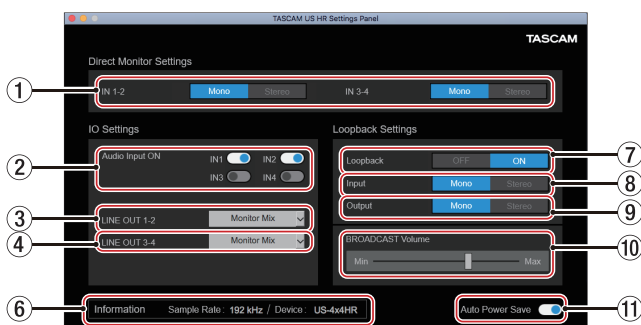 TASCAM US HR Settings Panel
TASCAM
Direct Monitor Settings
① IN 1-2 Mono Stereo IN 3-4 Mono Stereo
IO Settings
Loopback Settings
② Audio Input ON IN1 IN2
IN3 IN4
Loopback OFF ON ⑦
Input Mono Stereo ⑧
Output Mono Stereo ⑨
③ LINE OUT 1-2 Monitor Mix
④ LINE OUT 3-4 Monitor Mix
BROADCAST Volume
Min Max ⑩
⑥ Information Sample Rate : 192 kHz / Device : US-4x4HR
Auto Power Save ⑪